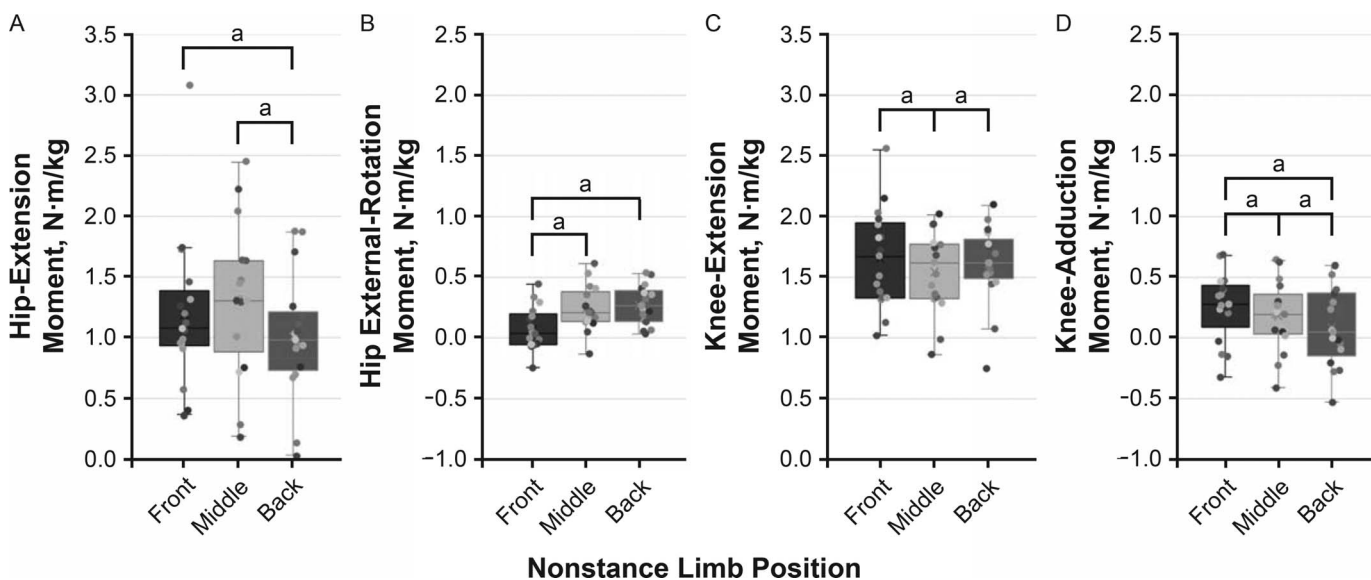 A
Hip-Extension
Moment, N·m/kg
3.5
3.0
2.5
2.0
1.5
1.0
0.5
0.0
a
a
Front
Middle
Back
B
Hip External-Rotation
Moment, N·m/kg
2.5
2.0
1.5
1.0
0.5
0.0
−0.5
−1.0
a
a
Front
Middle
Back
C
Knee-Extension
Moment, N·m/kg
3.5
3.0
2.5
2.0
1.5
1.0
0.5
0.0
a
a
Front
Middle
Back
D
Knee-Adduction
Moment, N·m/kg
2.5
2.0
1.5
1.0
0.5
0.0
−0.5
−1.0
a
a
a
Front
Middle
Back
Nonstance Limb Position